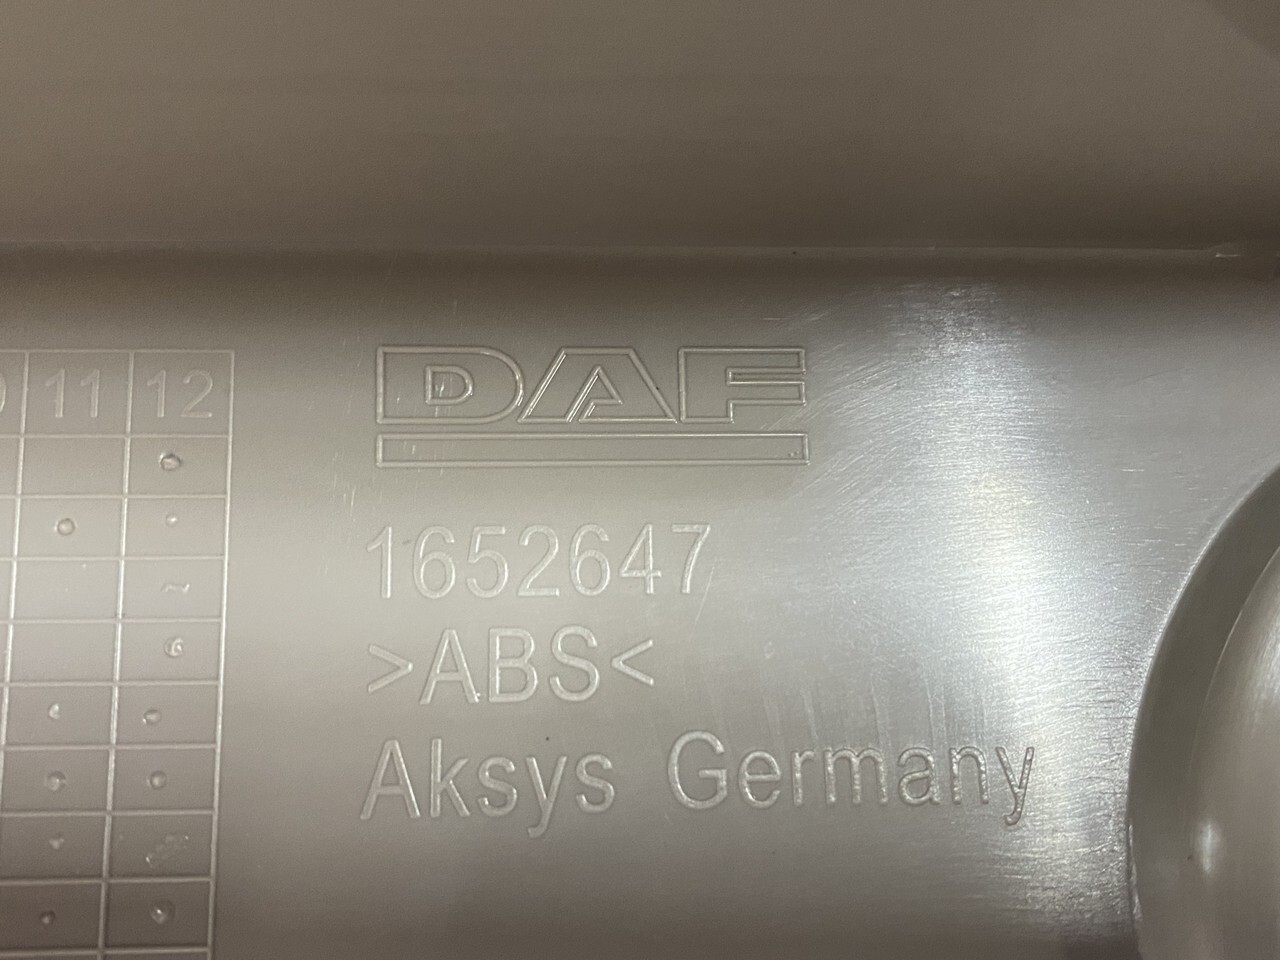 11 12
DAF
1652647
>ABS<
Aksys Germany